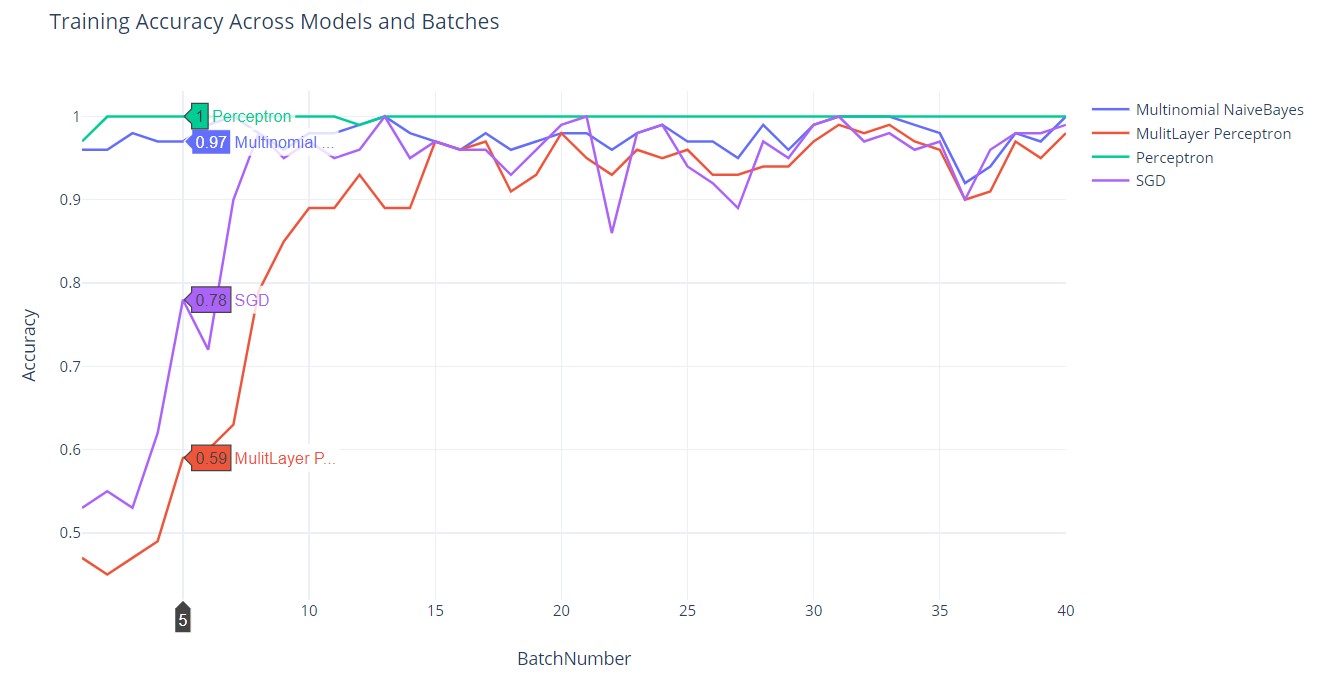 Training Accuracy Across Models and Batches
1
0.9
0.8
0.7
0.6
0.5
Accuracy
1 Perceptron
0.97 Multinomial ...
0.78 SGD
0.59 MulitLayer P...
5
10
15
20
25
30
35
40
BatchNumber
Multinomial NaiveBayes
MulitLayer Perceptron
Perceptron
SGD